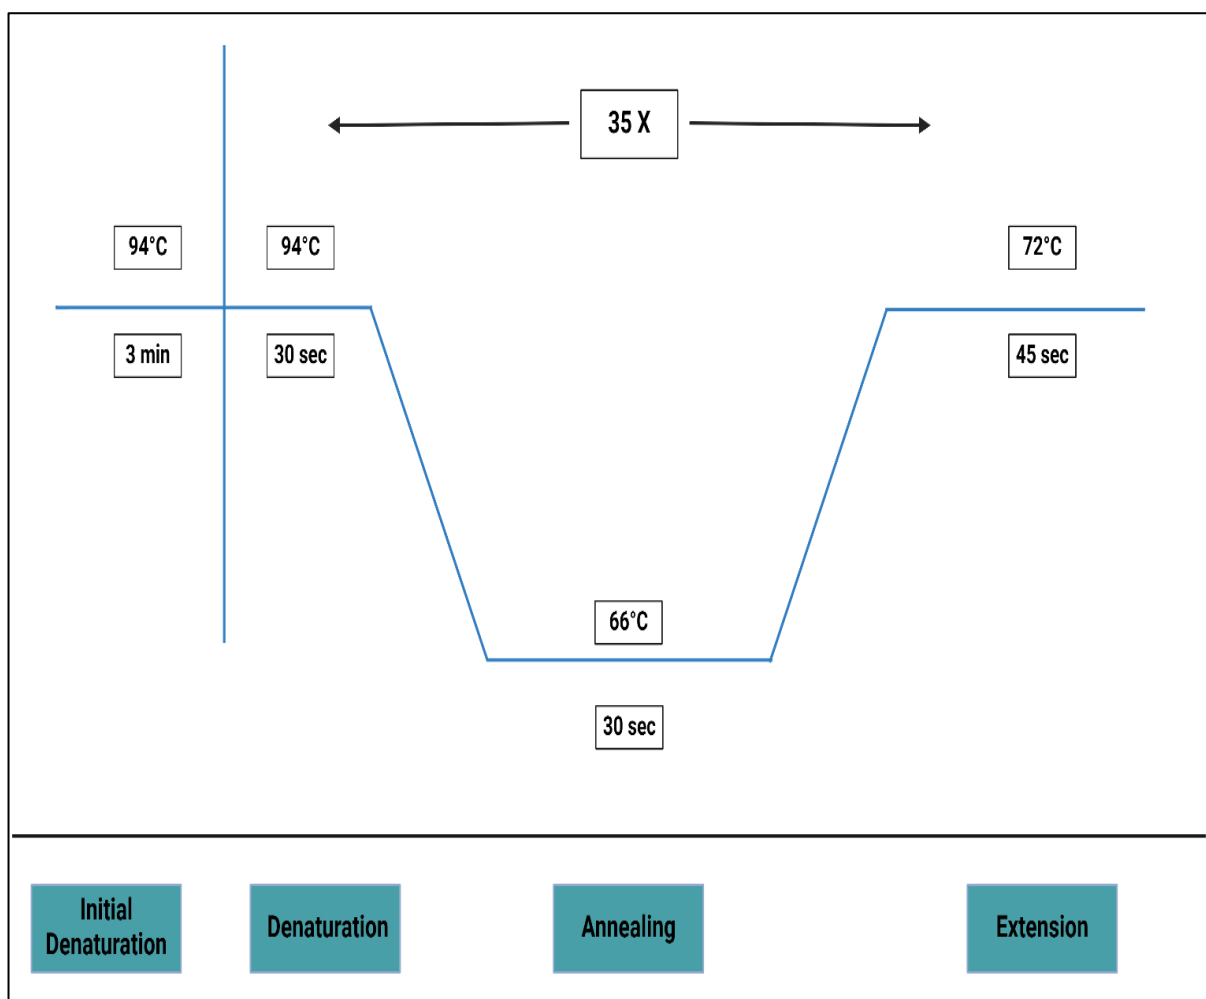 35 X
94°C
94°C
72°C
3 min
30 sec
45 sec
66°C
30 sec
Initial
Denaturation
Denaturation
Annealing
Extension